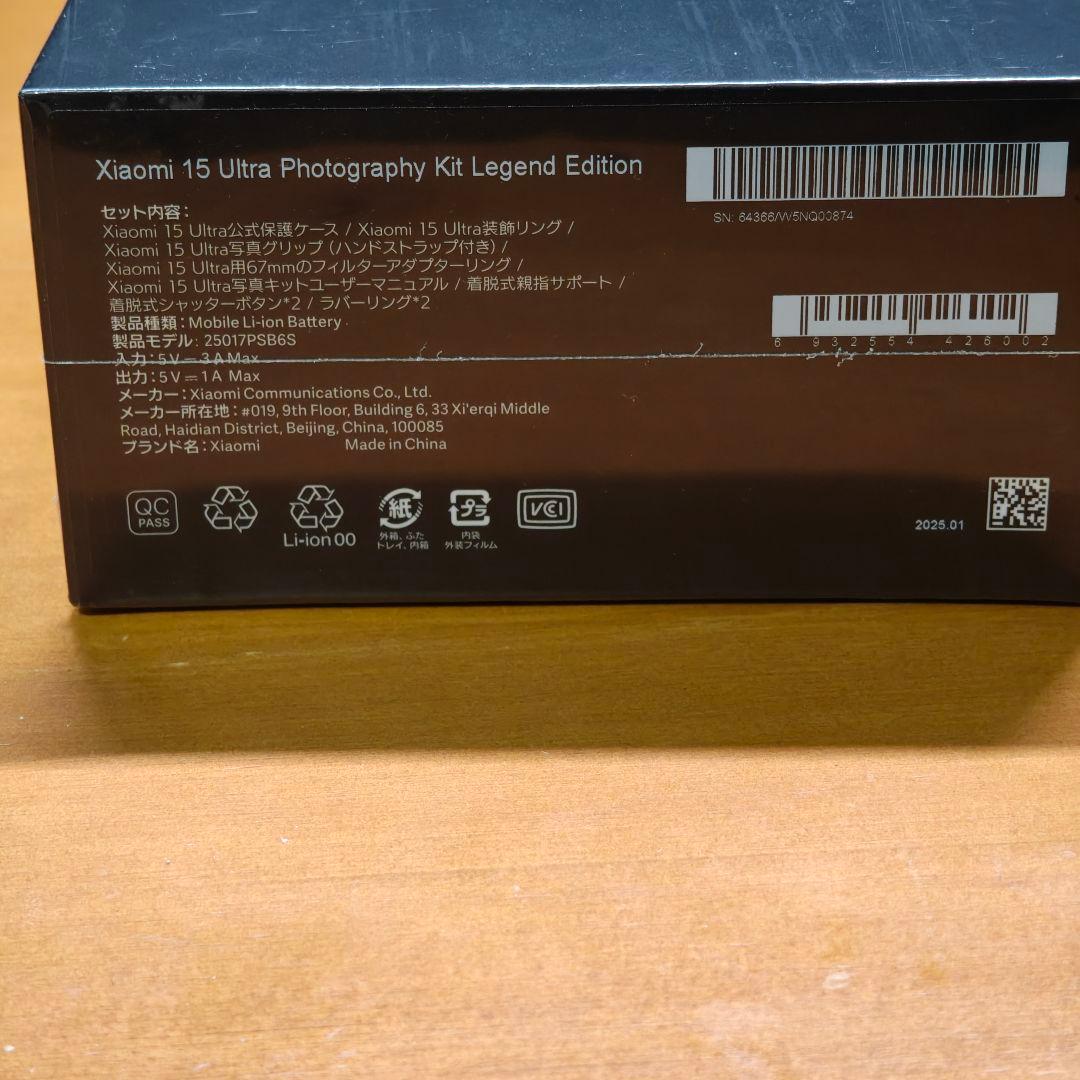 Xiaomi 15 Ultra Photography Kit Legend Edition
SN: 64366/W5NQ00874
セット内容：
Xiaomi 15 Ultra公式保護ケース / Xiaomi 15 Ultra装飾リング /
Xiaomi 15 Ultra写真グリップ（ハンドストラップ付き）/
Xiaomi 15 Ultra用67mmのフィルターアダプターリング /
Xiaomi 15 Ultra写真キットユーザーマニュアル / 着脱式親指サポート /
着脱式シャッターボタン*2 / ラバーリング*2
製品種類：Mobile Li-ion Battery
製品モデル：25017PSB6S
入力：5V⎓3A Max
出力：5V⎓1A Max
メーカー：Xiaomi Communications Co., Ltd.
メーカー所在地：#019, 9th Floor, Building 6, 33 Xi'erqi Middle
Road, Haidian District, Beijing, China, 100085
ブランド名：Xiaomi Made in China
6 932554 426002
QC
PASS
Li-ion 00
紙
外箱、ふた
トレイ、内箱
プラ
内袋
外装フィルム
VCCI
2025.01